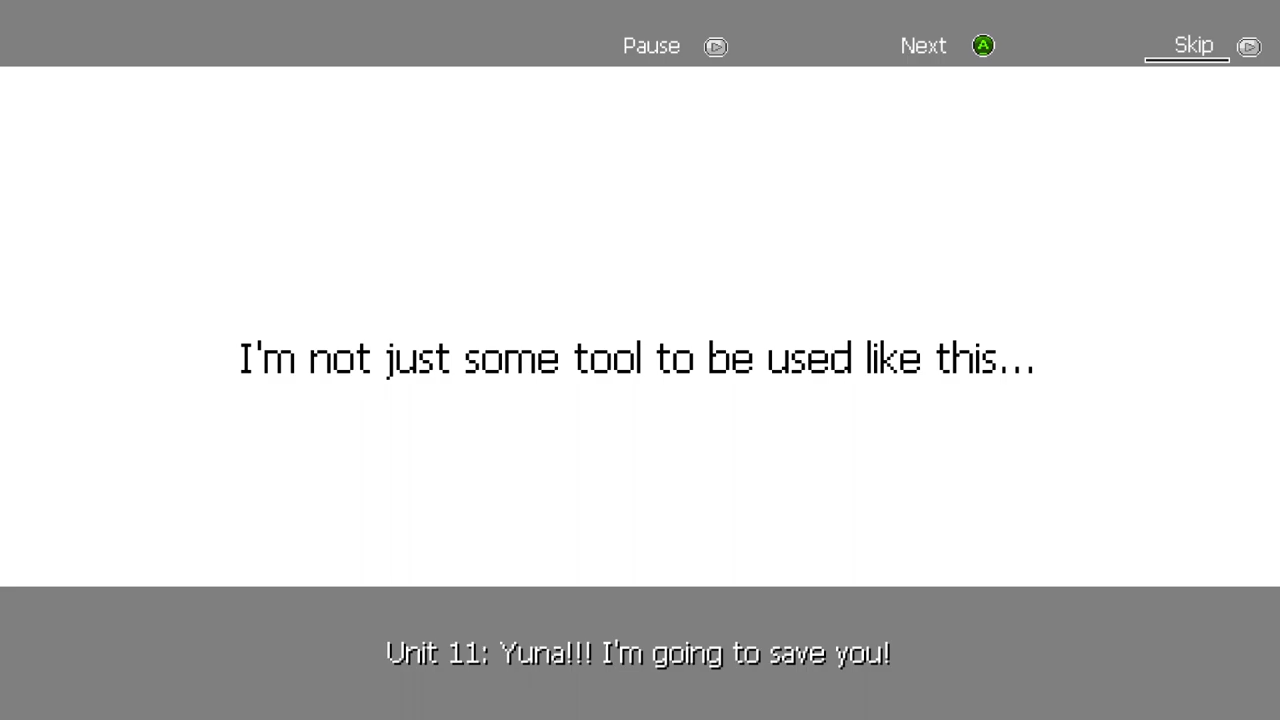 Pause Next A Skip
I'm not just some tool to be used like this...
Unit 11: Yuna!!! I'm going to save you!